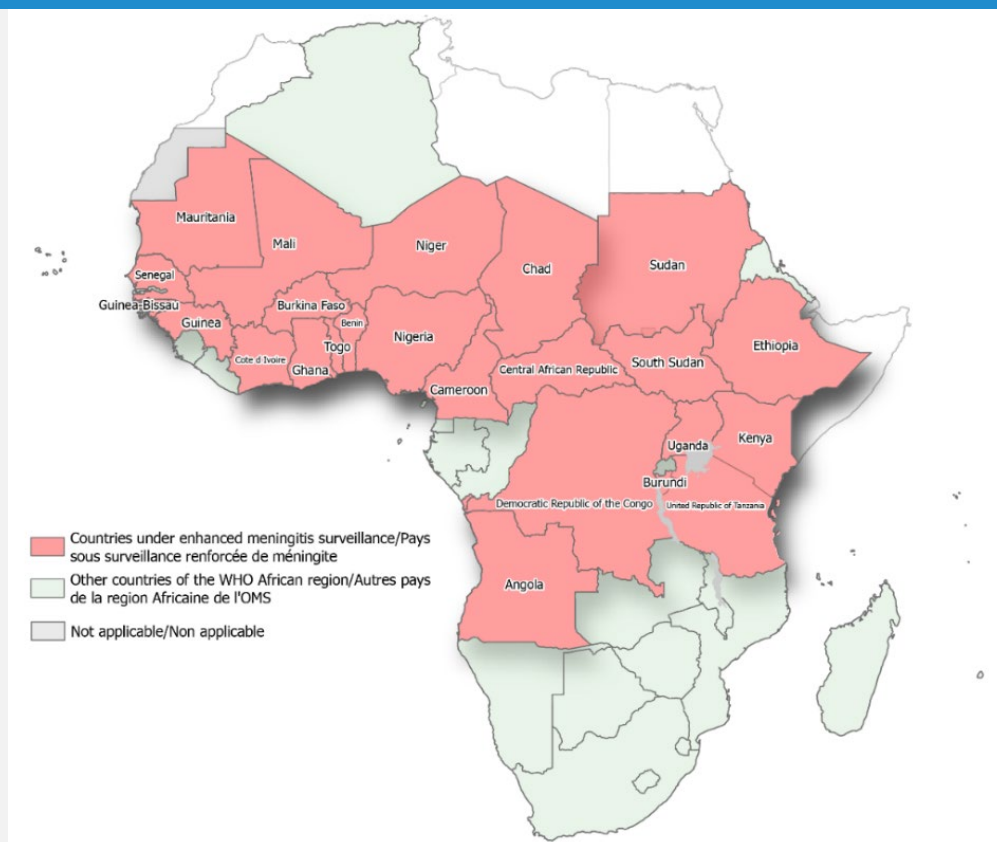 Mauritania
Mali
Niger
Chad
Sudan
Senegal
Guinea-Bissau
Guinea
Burkina Faso
Benin
Nigeria
Ethiopia
Cote d Ivoire
Ghana
Togo
Cameroon
Central African Republic
South Sudan
Uganda
Kenya
Burundi
Democratic Republic of the Congo
United Republic of Tanzania
Angola
Countries under enhanced meningitis surveillance/Pays
sous surveillance renforcée de méningite
Other countries of the WHO African region/Autres pays
de la region Africaine de l'OMS
Not applicable/Non applicable